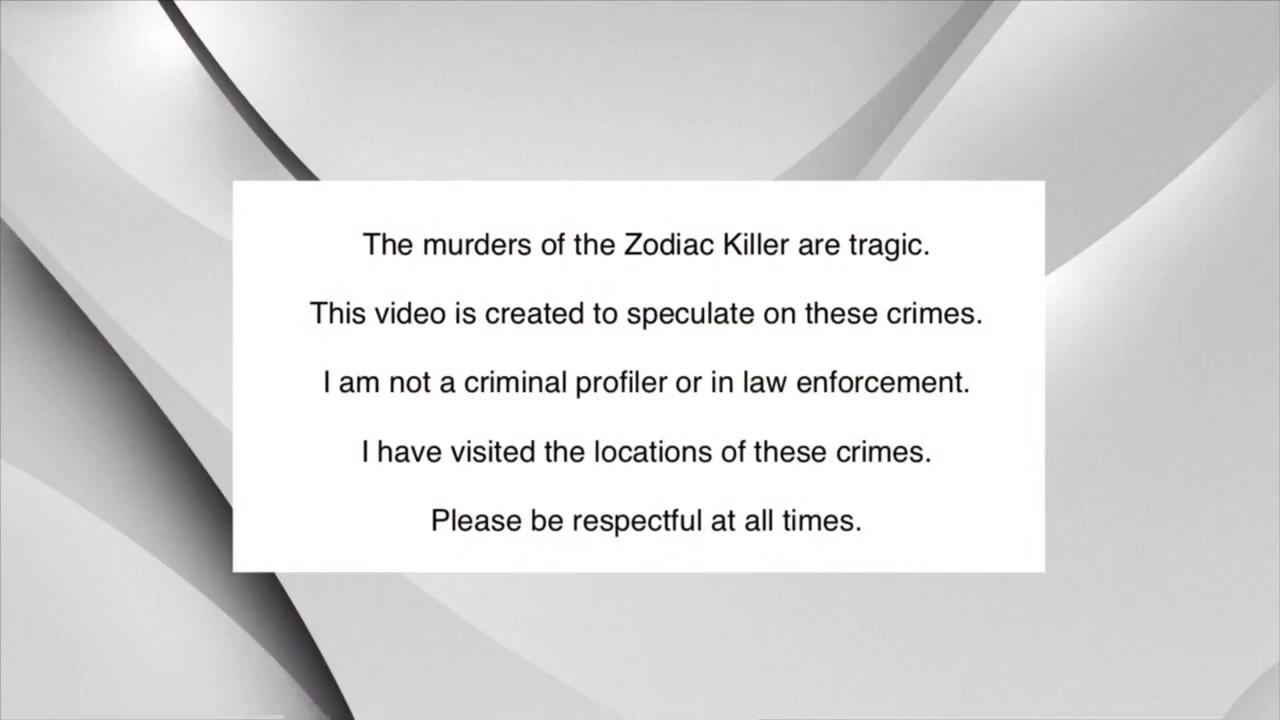 The murders of the Zodiac Killer are tragic.
This video is created to speculate on these crimes.
I am not a criminal profiler or in law enforcement.
I have visited the locations of these crimes.
Please be respectful at all times.